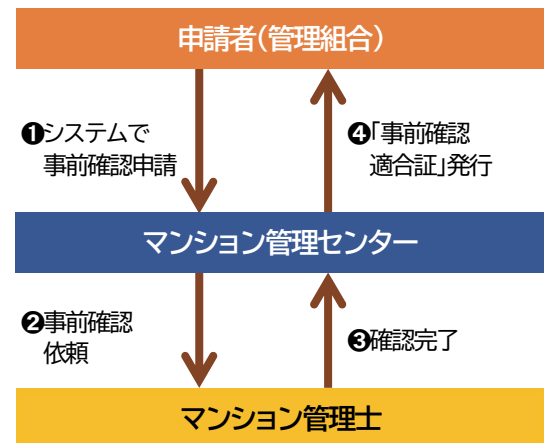 申請者(管理組合)
❶システムで
事前確認申請
❹「事前確認
適合証」発行
マンション管理センター
❷事前確認
依頼
❸確認完了
マンション管理士